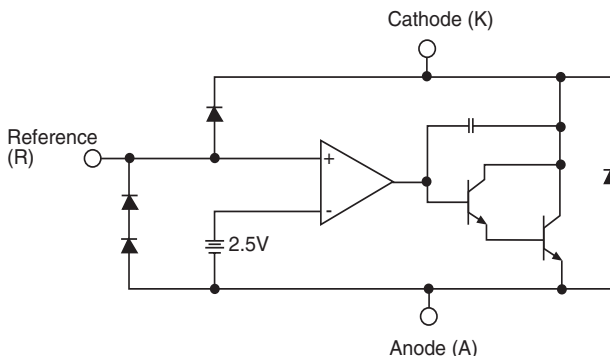 Cathode (K)
Reference
(R)
+
-
2.5V
Anode (A)